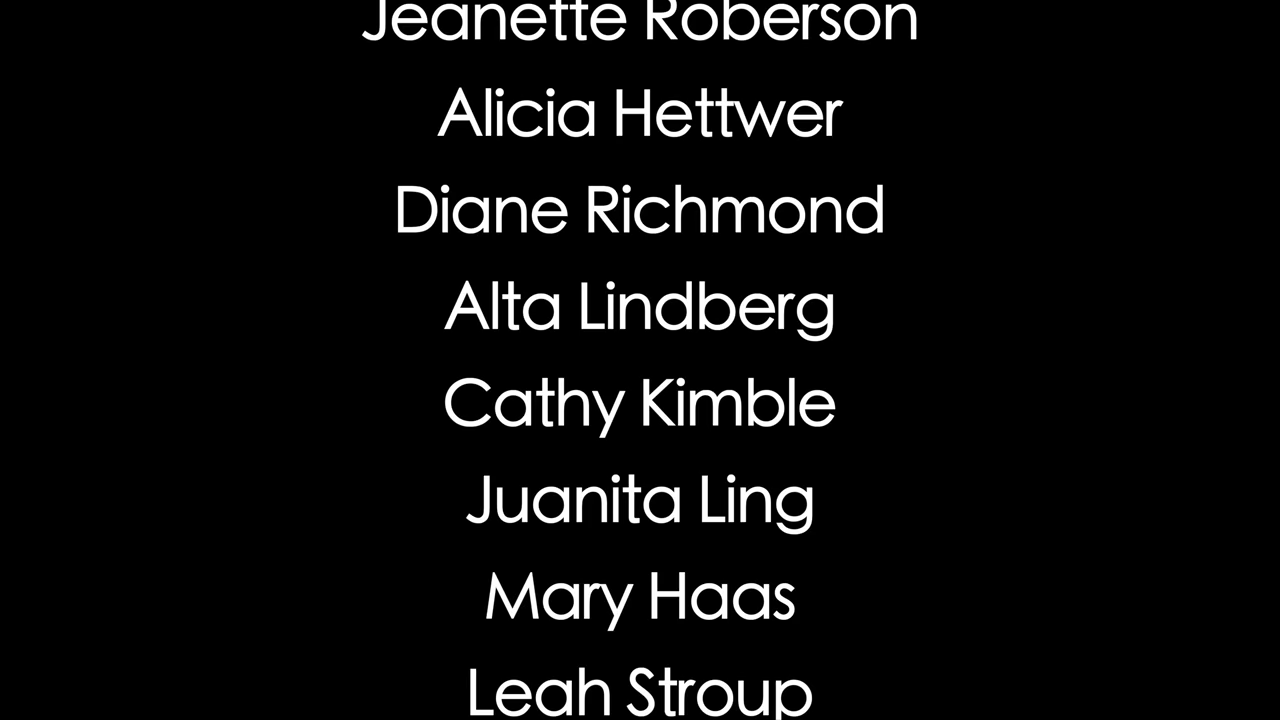 Jeanette Roberson
Alicia Hettwer
Diane Richmond
Alta Lindberg
Cathy Kimble
Juanita Ling
Mary Haas
Leah Stroup